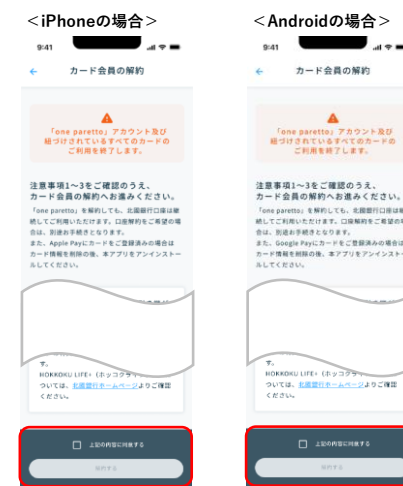 ＜iPhoneの場合＞
9:41
カード会員の解約
「one paretto」アカウント及び
紐づけされているすべてのカードの
ご利用を終了します。
注意事項1～3をご確認のうえ、
カード会員の解約へお進みください。
「one paretto」を解約しても、北國銀行口座は継
続してご利用いただけます。口座解約をご希望の場
合は、別途お手続きとなります。
また、Apple Payにカードをご登録済みの場合は
カード情報を削除の後、本アプリをアンインストー
ルしてください。
す。
HOKKOKU LIFE+（ホッコクラ
ついては、北國銀行ホームページよりご確認
ください。
上記の内容に同意する
解約する
＜Androidの場合＞
9:41
カード会員の解約
「one paretto」アカウント及び
紐づけされているすべてのカードの
ご利用を終了します。
注意事項1～3をご確認のうえ、
カード会員の解約へお進みください。
「one paretto」を解約しても、北國銀行口座は継
続してご利用いただけます。口座解約をご希望の
合は、別途お手続きとなります。
また、Google Payにカードをご登録済みの場合は
カード情報を削除の後、本アプリをアンインストー
ルしてください。
す。
HOKKOKU LIFE+（ホッコクラ
ついては、北國銀行ホームページよりご確認
ください。
上記の内容に同意する
解約する